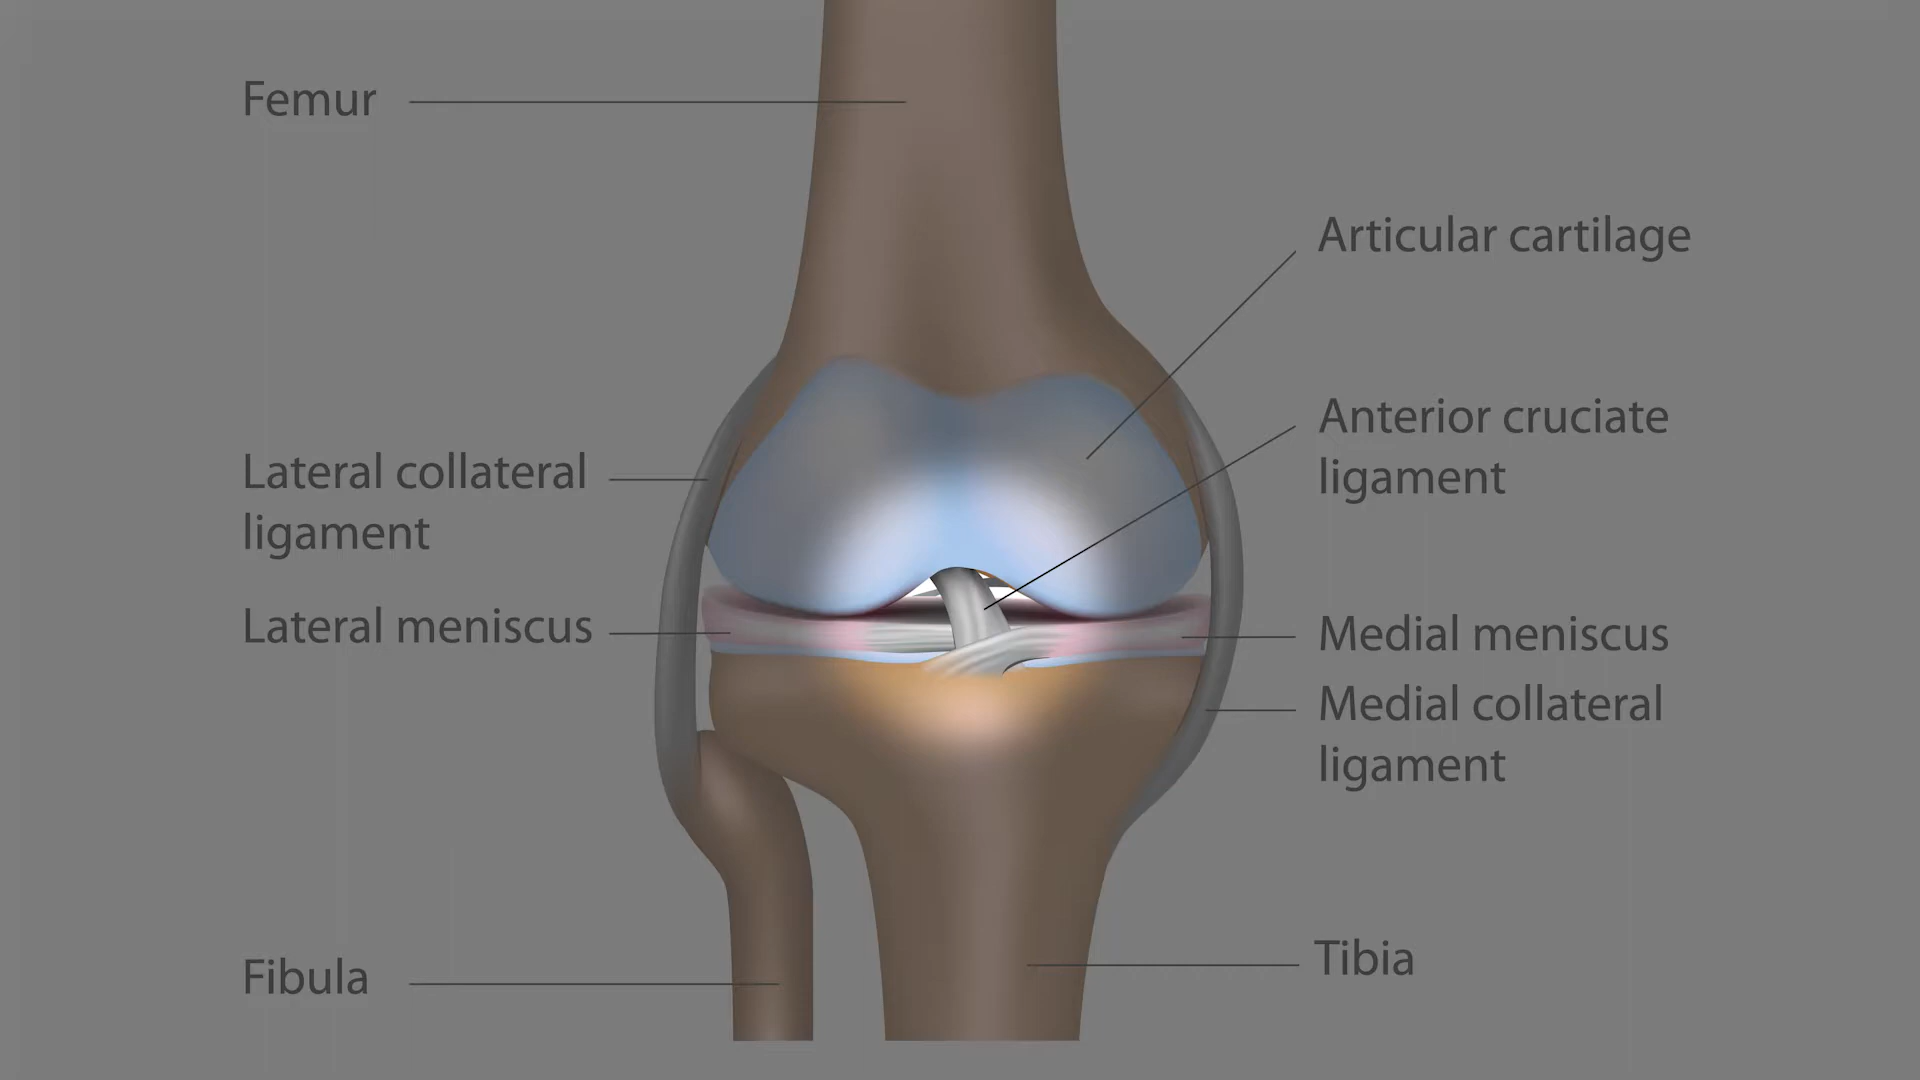 Femur
Articular cartilage
Anterior cruciate
ligament
Lateral collateral
ligament
Lateral meniscus
Medial meniscus
Medial collateral
ligament
Fibula
Tibia